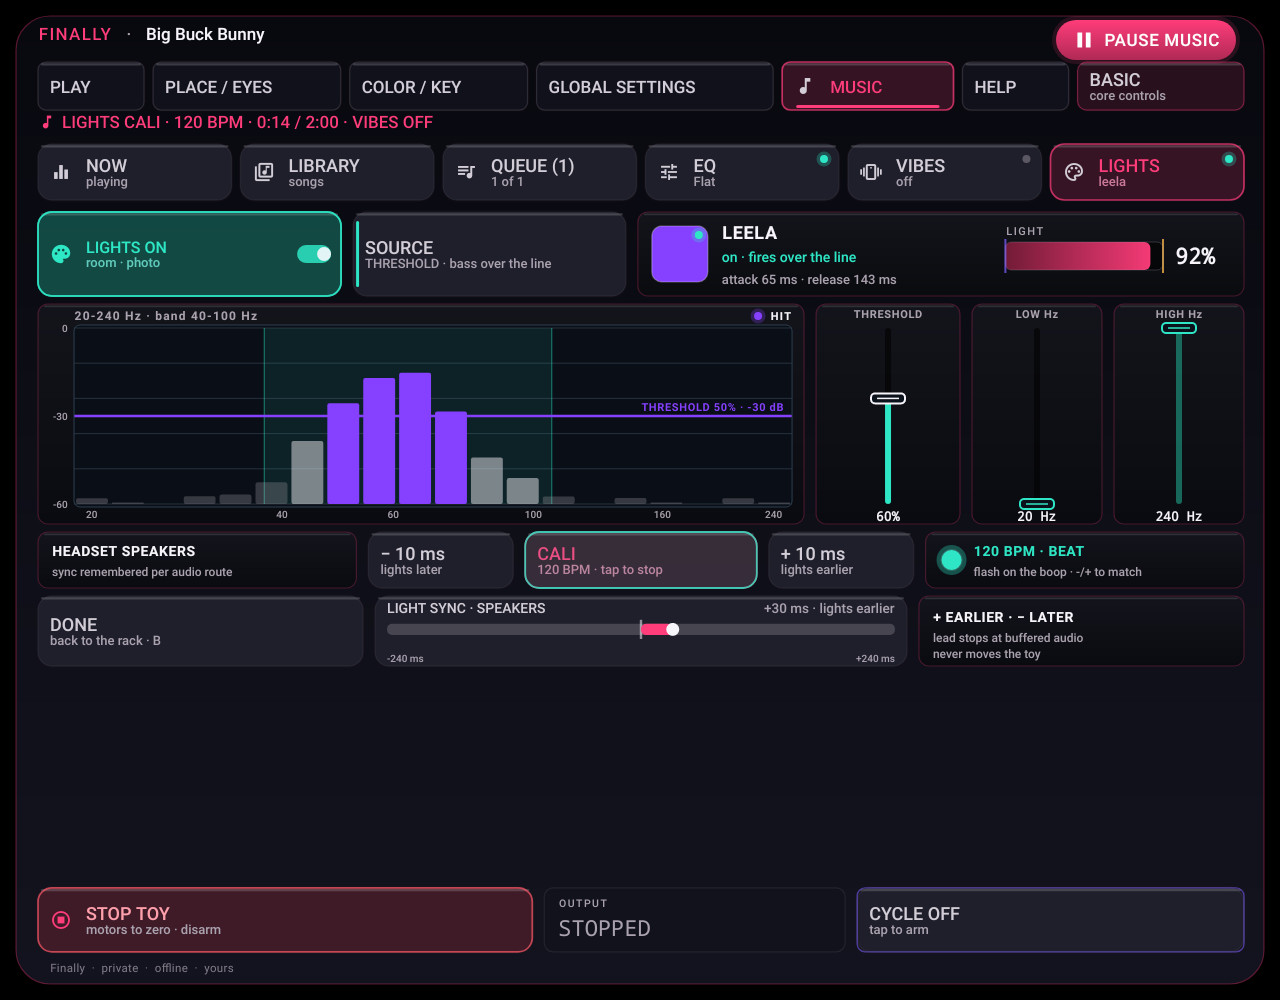 FINALLY · Big Buck Bunny
PAUSE MUSIC
PLAY
PLACE / EYES
COLOR / KEY
GLOBAL SETTINGS
MUSIC
HELP
BASIC
core controls
LIGHTS CALI · 120 BPM · 0:14 / 2:00 · VIBES OFF
NOW
playing
LIBRARY
songs
QUEUE (1)
1 of 1
EQ
Flat
VIBES
off
LIGHTS
leela
LIGHTS ON
room · photo
SOURCE
THRESHOLD · bass over the line
LEELA
on · fires over the line
attack 65 ms · release 143 ms
LIGHT
92%
20-240 Hz · band 40-100 Hz
HIT
0
-30
-60
THRESHOLD 50% · -30 dB
20 40 60 100 160 240
THRESHOLD
60%
LOW Hz
20 Hz
HIGH Hz
240 Hz
HEADSET SPEAKERS
sync remembered per audio route
− 10 ms
lights later
CALI
120 BPM · tap to stop
+ 10 ms
lights earlier
120 BPM · BEAT
flash on the boop · -/+ to match
DONE
back to the rack · B
LIGHT SYNC · SPEAKERS
+30 ms · lights earlier
-240 ms
+240 ms
+ EARLIER · − LATER
lead stops at buffered audio
never moves the toy
STOP TOY
motors to zero · disarm
OUTPUT
STOPPED
CYCLE OFF
tap to arm
Finally · private · offline · yours